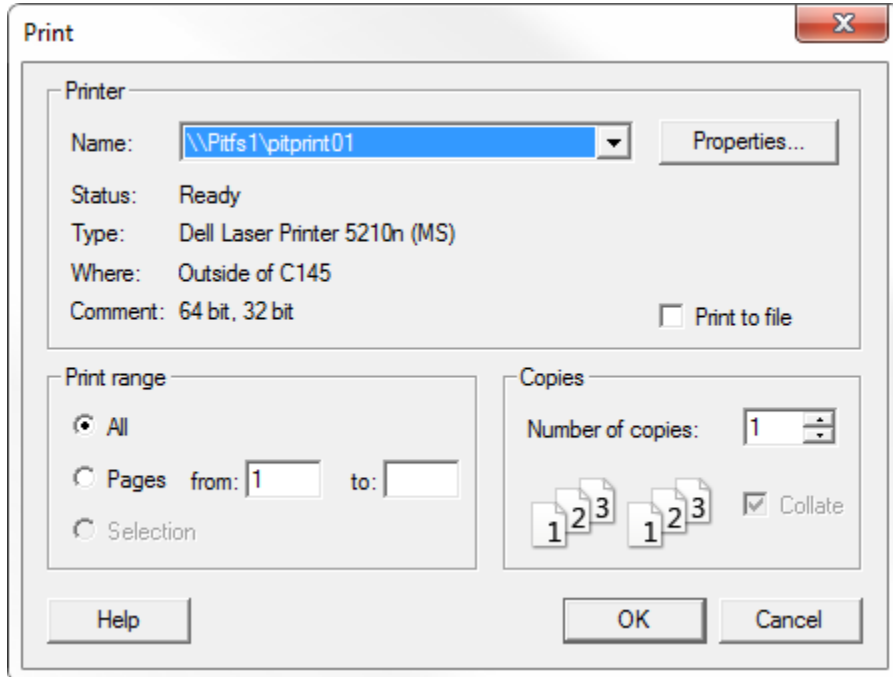 Print
Printer
Name: \\Pitfs1\pitprint01 Properties...
Status: Ready
Type: Dell Laser Printer 5210n (MS)
Where: Outside of C145
Comment: 64 bit, 32 bit Print to file
Print range
All
Pages from: 1 to:
Selection
Copies
Number of copies: 1
1 2 3 1 2 3 Collate
Help OK Cancel